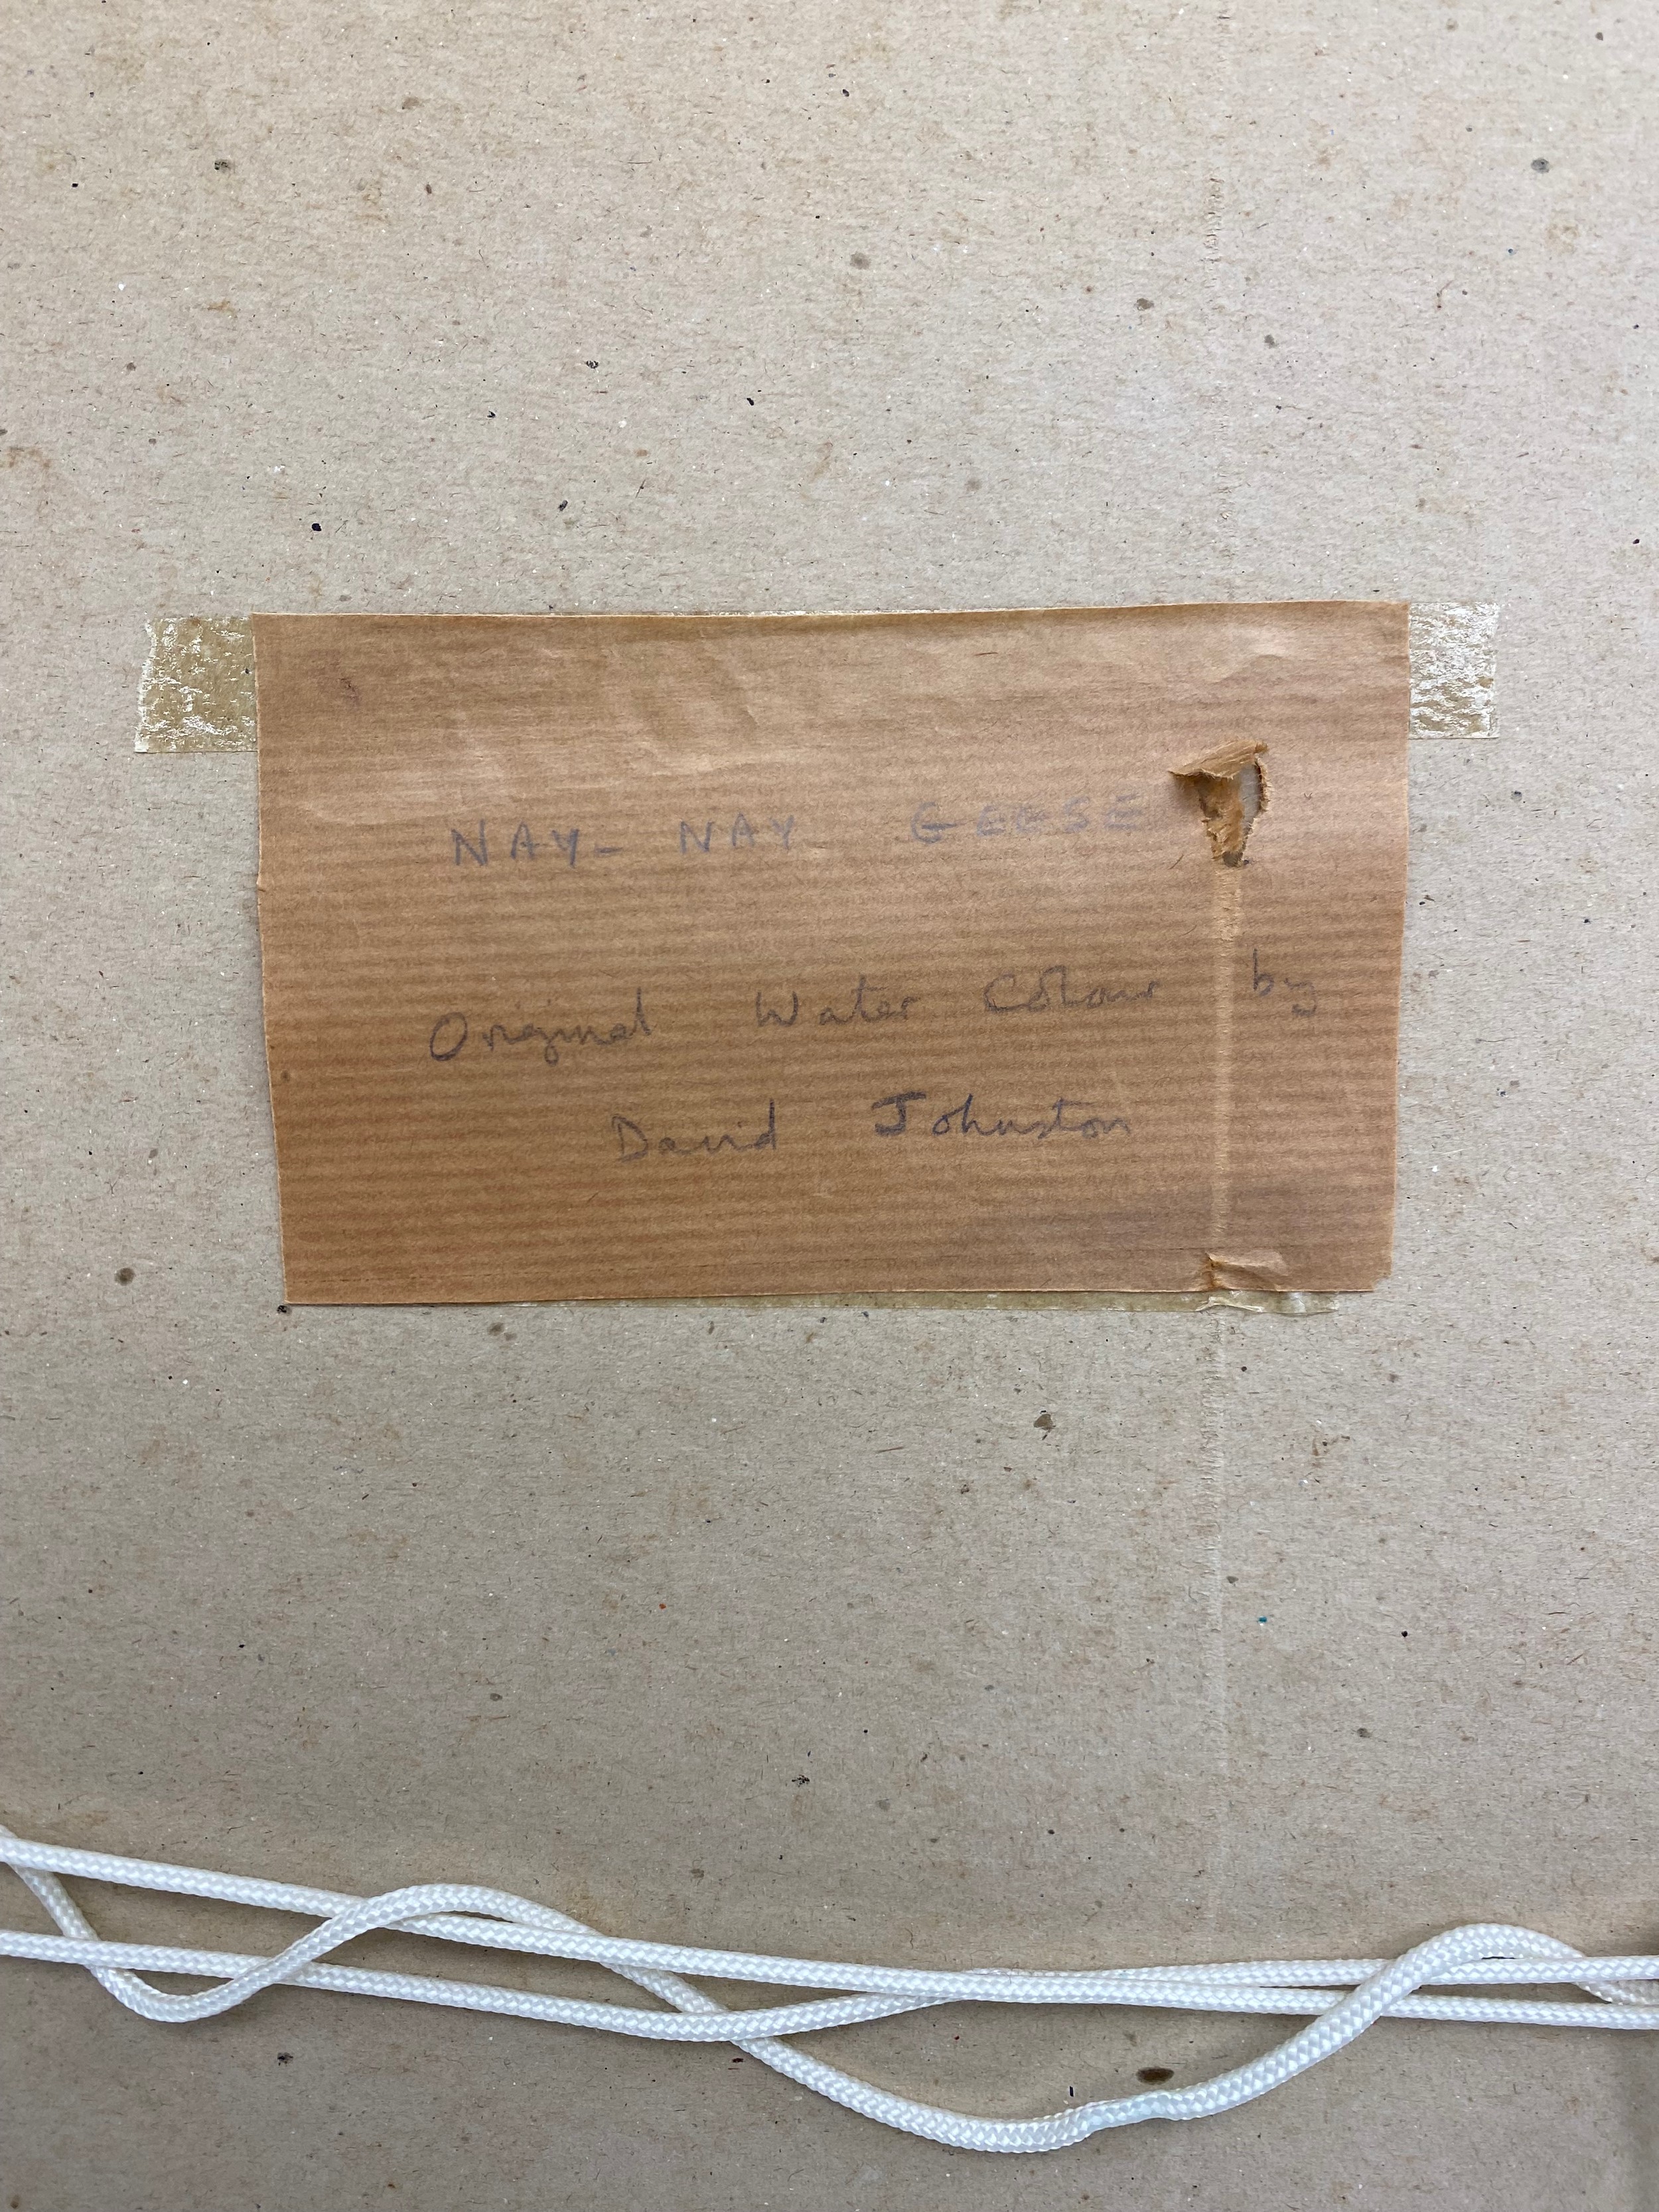 NAY-NAY GEESE
Original Water Colour by
David Johnston